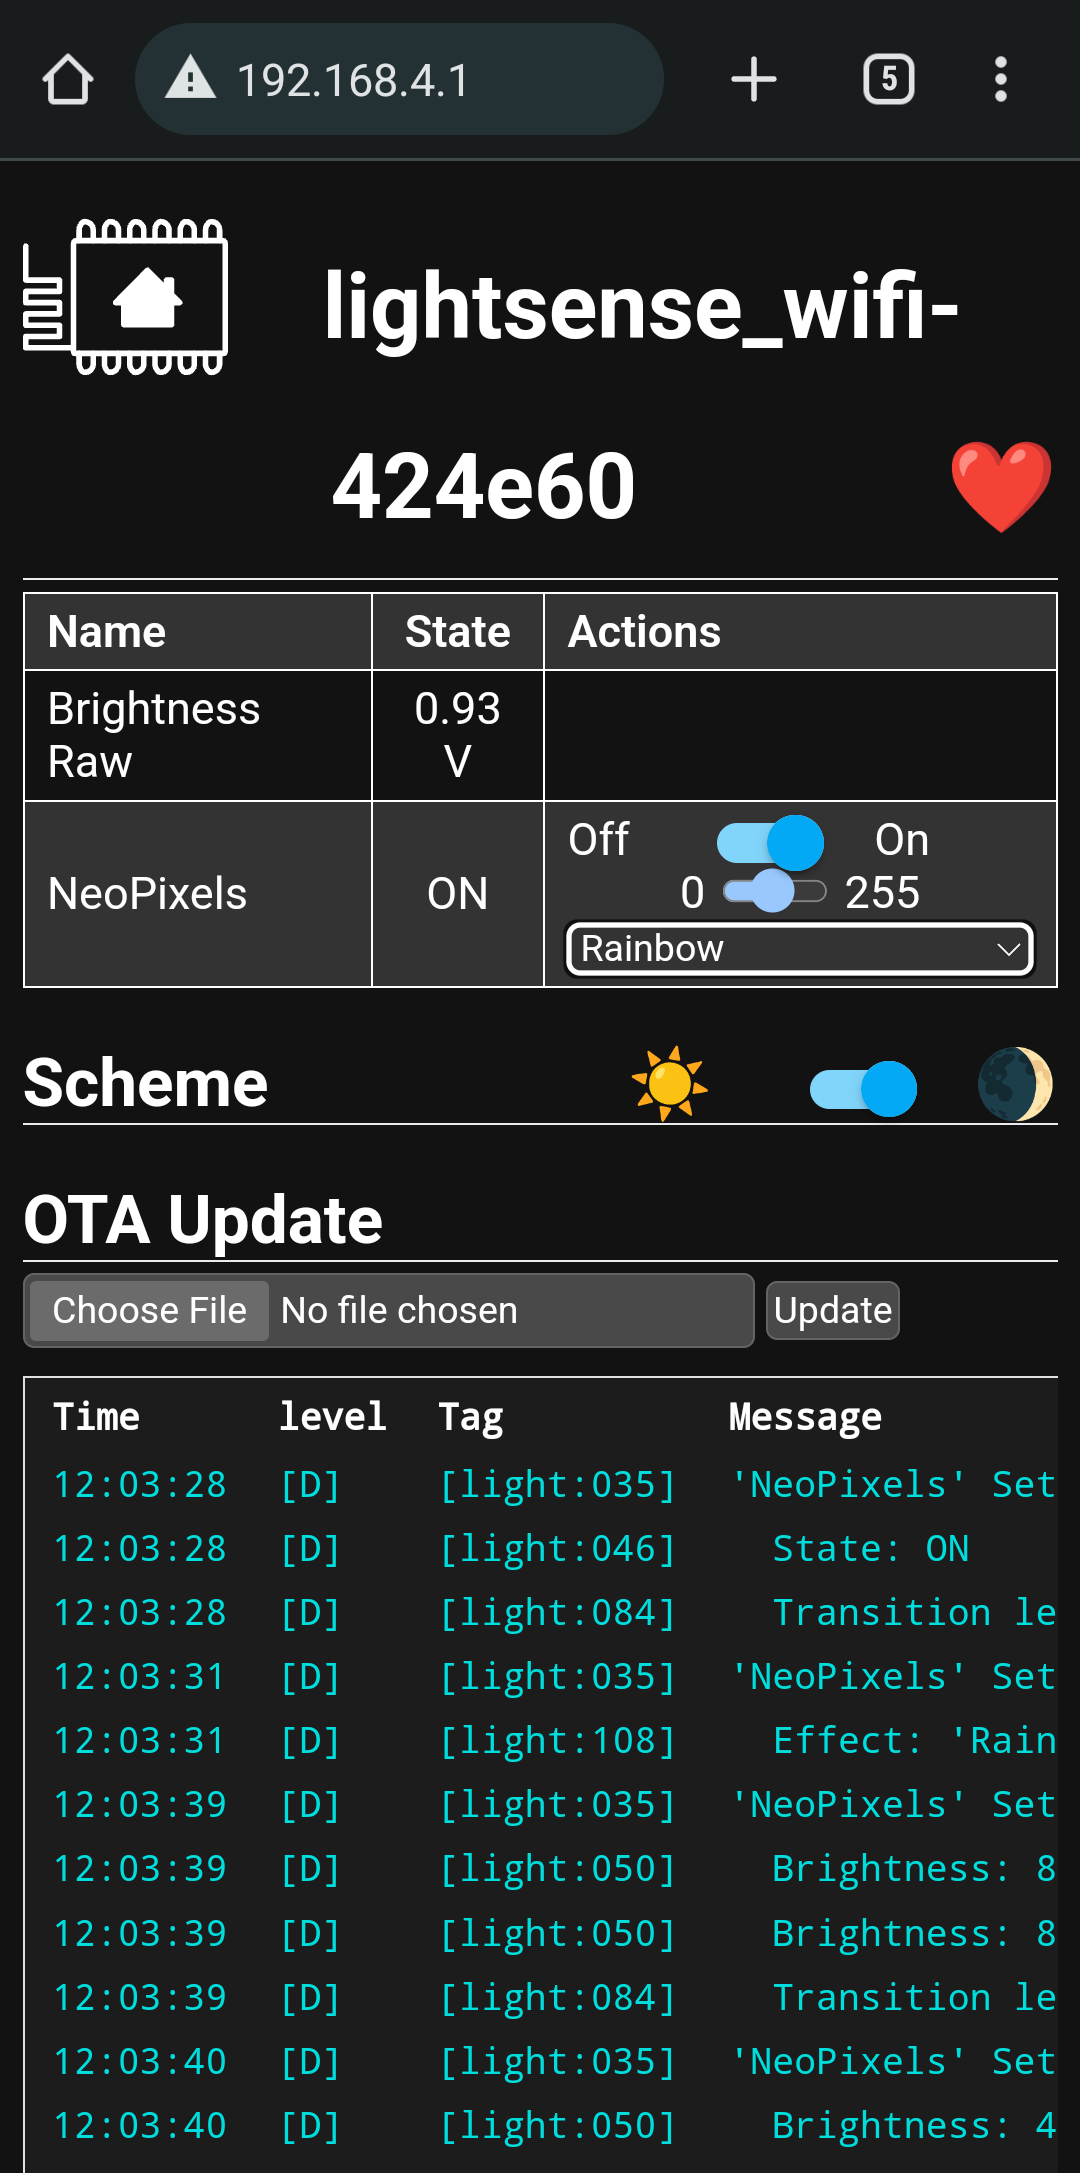 192.168.4.1
5
lightsense_wifi-
424e60
Name State Actions
Brightness Raw 0.93 V
NeoPixels ON Off On
0 255
Rainbow
Scheme
OTA Update
Choose File No file chosen Update
Time level Tag Message
12:03:28 [D] [light:035] 'NeoPixels' Set
12:03:28 [D] [light:046] State: ON
12:03:28 [D] [light:084] Transition le
12:03:31 [D] [light:035] 'NeoPixels' Set
12:03:31 [D] [light:108] Effect: 'Rain
12:03:39 [D] [light:035] 'NeoPixels' Set
12:03:39 [D] [light:050] Brightness: 8
12:03:39 [D] [light:050] Brightness: 8
12:03:39 [D] [light:084] Transition le
12:03:40 [D] [light:035] 'NeoPixels' Set
12:03:40 [D] [light:050] Brightness: 4